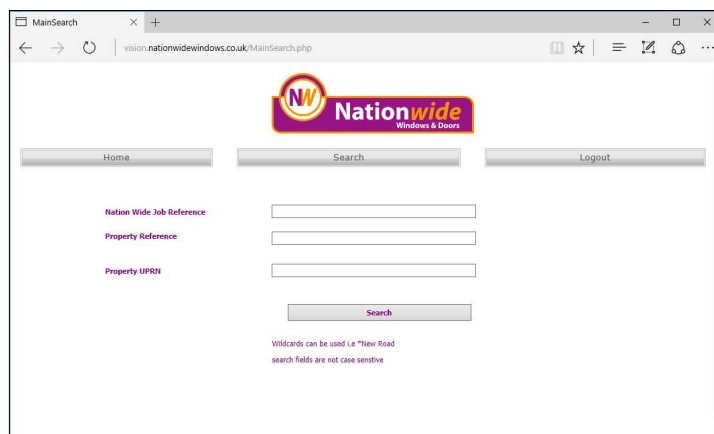 MainSearch
vision.nationwidewindows.co.uk/MainSearch.php
NW
Nationwide
Windows & Doors
Home Search Logout
Nation Wide Job Reference
Property Reference
Property UPRN
Search
Wildcards can be used i.e *New Road
search fields are not case senstive